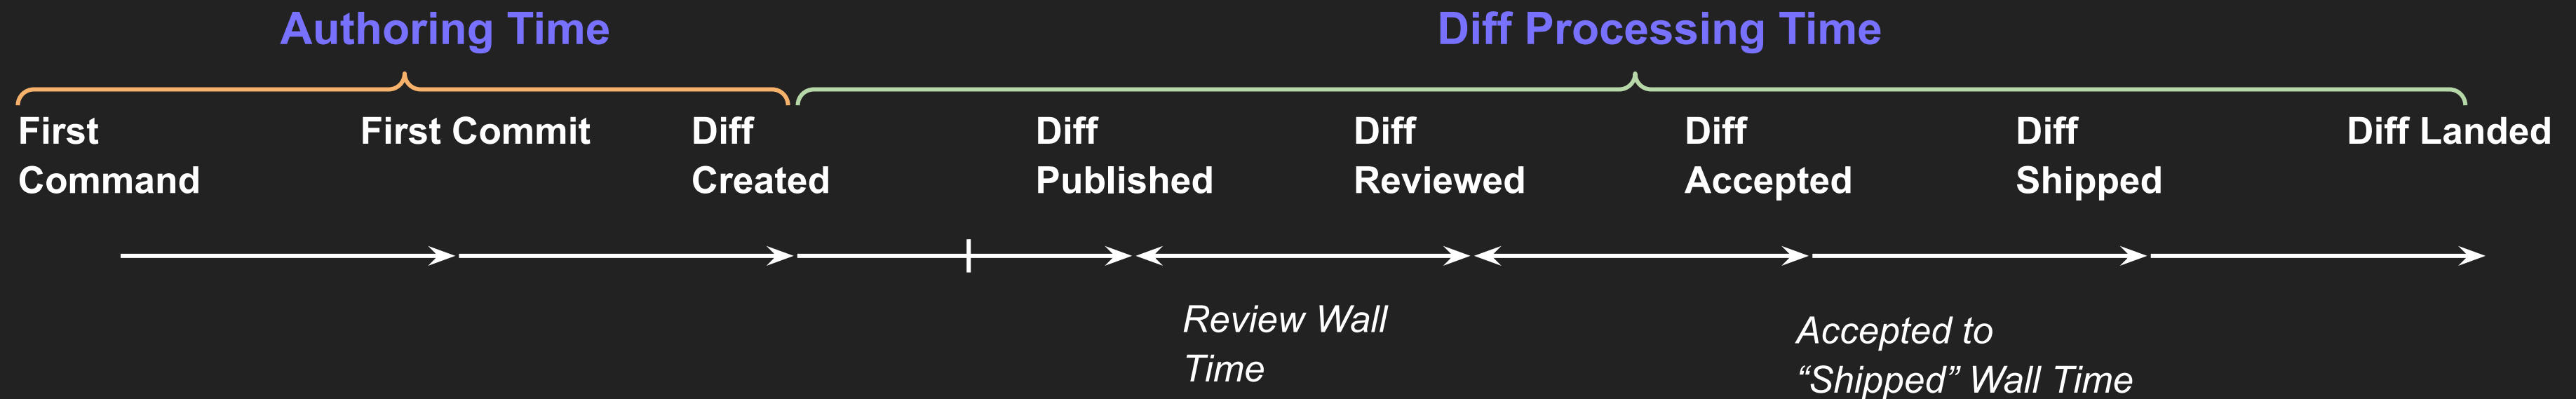 Authoring Time
Diff Processing Time
First
Command
First Commit
Diff
Created
Diff
Published
Diff
Reviewed
Diff
Accepted
Diff
Shipped
Diff Landed
Review Wall
Time
Accepted to
“Shipped” Wall Time